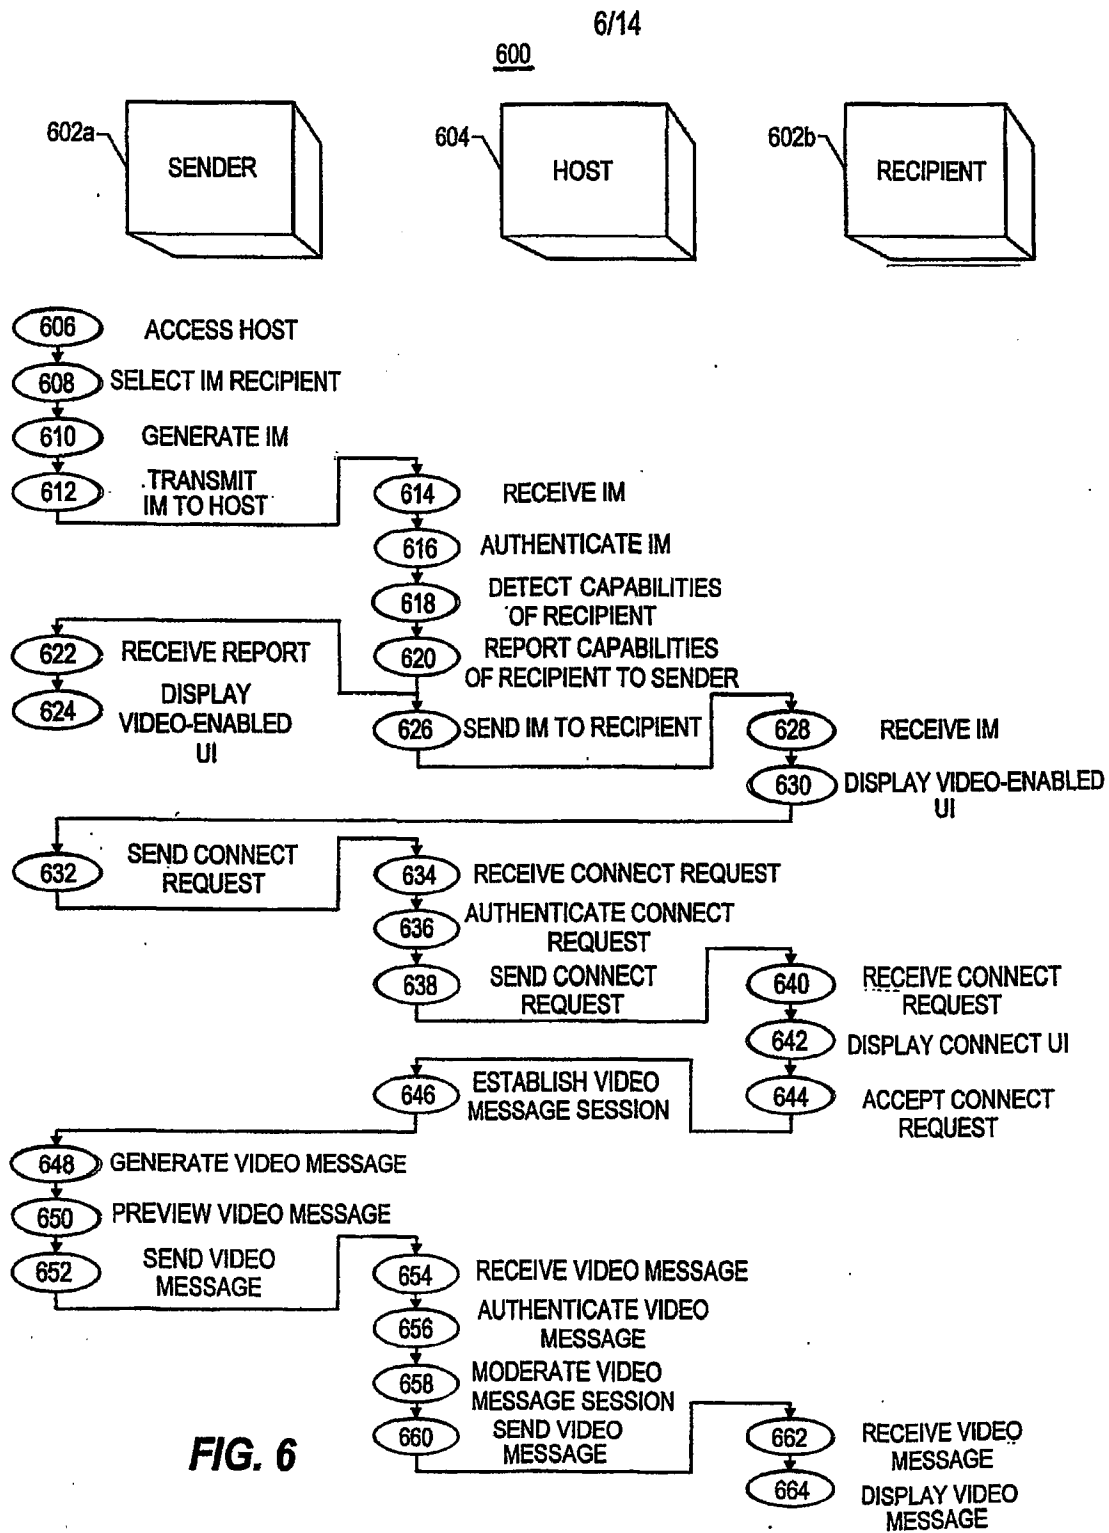 6/14
600
602a
SENDER
604
HOST
602b
RECIPIENT
606
ACCESS HOST
608
SELECT IM RECIPIENT
610
GENERATE IM
612
TRANSMIT
IM TO HOST
614
RECEIVE IM
616
AUTHENTICATE IM
618
DETECT CAPABILITIES
OF RECIPIENT
620
REPORT CAPABILITIES
OF RECIPIENT TO SENDER
622
RECEIVE REPORT
624
DISPLAY
VIDEO-ENABLED
UI
626
SEND IM TO RECIPIENT
628
RECEIVE IM
630
DISPLAY VIDEO-ENABLED
UI
632
SEND CONNECT
REQUEST
634
RECEIVE CONNECT REQUEST
636
AUTHENTICATE CONNECT
REQUEST
638
SEND CONNECT
REQUEST
640
RECEIVE CONNECT
REQUEST
642
DISPLAY CONNECT UI
644
ACCEPT CONNECT
REQUEST
646
ESTABLISH VIDEO
MESSAGE SESSION
648
GENERATE VIDEO MESSAGE
650
PREVIEW VIDEO MESSAGE
652
SEND VIDEO
MESSAGE
654
RECEIVE VIDEO MESSAGE
656
AUTHENTICATE VIDEO
MESSAGE
658
MODERATE VIDEO
MESSAGE SESSION
660
SEND VIDEO
MESSAGE
662
RECEIVE VIDEO
MESSAGE
664
DISPLAY VIDEO
MESSAGE
FIG. 6